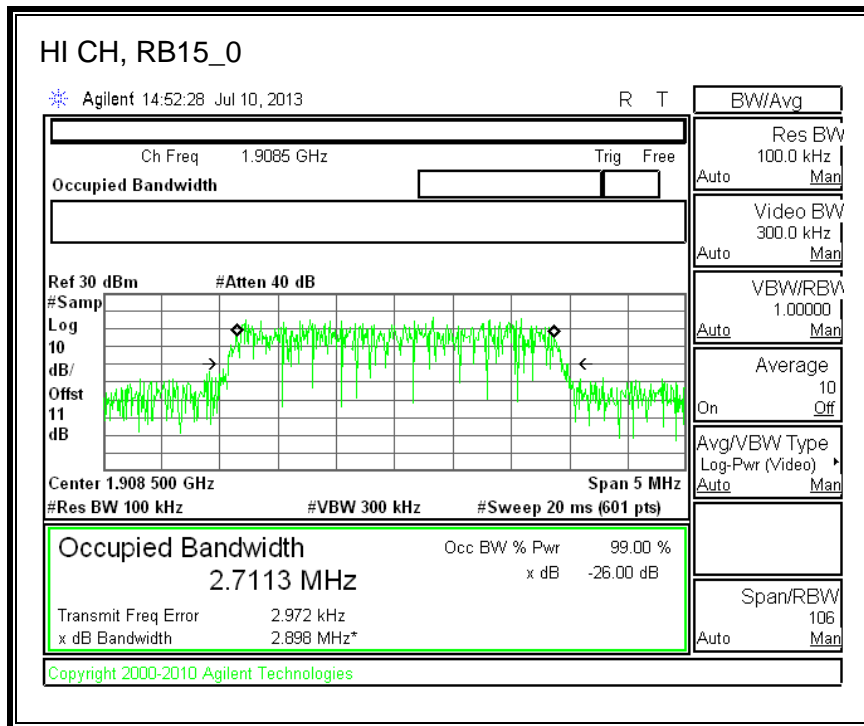 HI CH, RB15_0
Agilent 14:52:28 Jul 10, 2013 R T
Ch Freq 1.9085 GHz Trig Free
Occupied Bandwidth
Ref 30 dBm #Atten 40 dB
#Samp
Log
10
dB/
Offst
11
dB
Center 1.908 500 GHz Span 5 MHz
#Res BW 100 kHz #VBW 300 kHz #Sweep 20 ms (601 pts)
Occupied Bandwidth Occ BW % Pwr 99.00 %
2.7113 MHz x dB -26.00 dB
Transmit Freq Error 2.972 kHz
x dB Bandwidth 2.898 MHz*
Copyright 2000-2010 Agilent Technologies
BW/Avg
Res BW
100.0 kHz
Auto Man
Video BW
300.0 kHz
Auto Man
VBW/RBW
1.00000
Auto Man
Average
10
On Off
Avg/VBW Type
Log-Pwr (Video)
Auto Man
Span/RBW
106
Auto Man